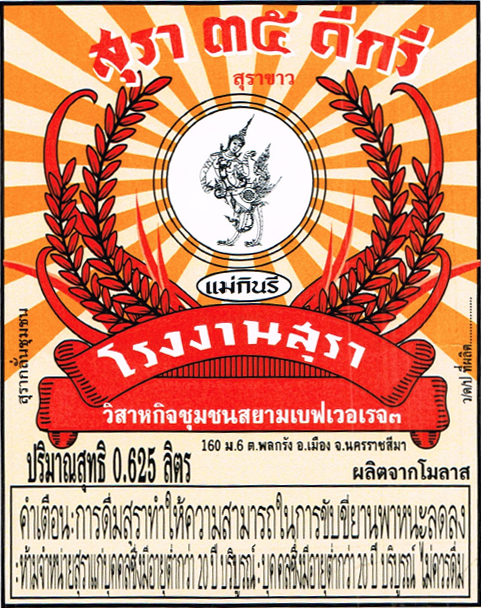 สุรา ๓๕ ดีกรี
สุราขาว
แม่กินรี
โรงงานสุรา
วิสาหกิจชุมชนสยามเบฟเวอเรจ๓
สุรากลั่นชุมชน
ว/ด/ป ที่ผลิต..................
160 ม.6 ต.พลกรัง อ.เมือง จ.นครราชสีมา
ปริมาณสุทธิ 0.625 ลิตร
ผลิตจากโมลาส
คำเตือน:การดื่มสุราทำให้ความสามารถในการขับขี่ยานพาหนะลดลง
:ห้ามจำหน่ายสุราแก่บุคคลซึ่งมีอายุต่ำกว่า 20 ปี บริบูรณ์ :บุคคลซึ่งมีอายุต่ำกว่า 20 ปี บริบูรณ์ ไม่ควรดื่ม